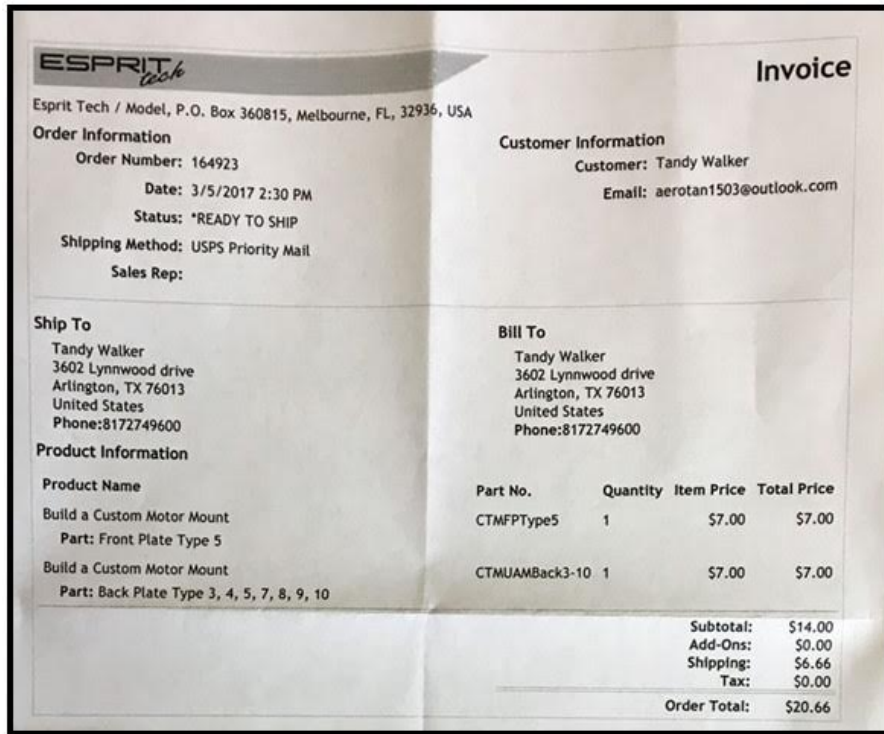 ESPRIT tech
Invoice
Esprit Tech / Model, P.O. Box 360815, Melbourne, FL, 32936, USA
Order Information
Order Number: 164923
Date: 3/5/2017 2:30 PM
Status: *READY TO SHIP
Shipping Method: USPS Priority Mail
Sales Rep:
Customer Information
Customer: Tandy Walker
Email: aerotan1503@outlook.com
Ship To
Tandy Walker
3602 Lynnwood drive
Arlington, TX 76013
United States
Phone:8172749600
Bill To
Tandy Walker
3602 Lynnwood drive
Arlington, TX 76013
United States
Phone:8172749600
Product Information
Product Name Part No. Quantity Item Price Total Price
Build a Custom Motor Mount CTMFPType5 1 $7.00 $7.00
Part: Front Plate Type 5
Build a Custom Motor Mount CTMUAMBack3-10 1 $7.00 $7.00
Part: Back Plate Type 3, 4, 5, 7, 8, 9, 10
Subtotal: $14.00
Add-Ons: $0.00
Shipping: $6.66
Tax: $0.00
Order Total: $20.66